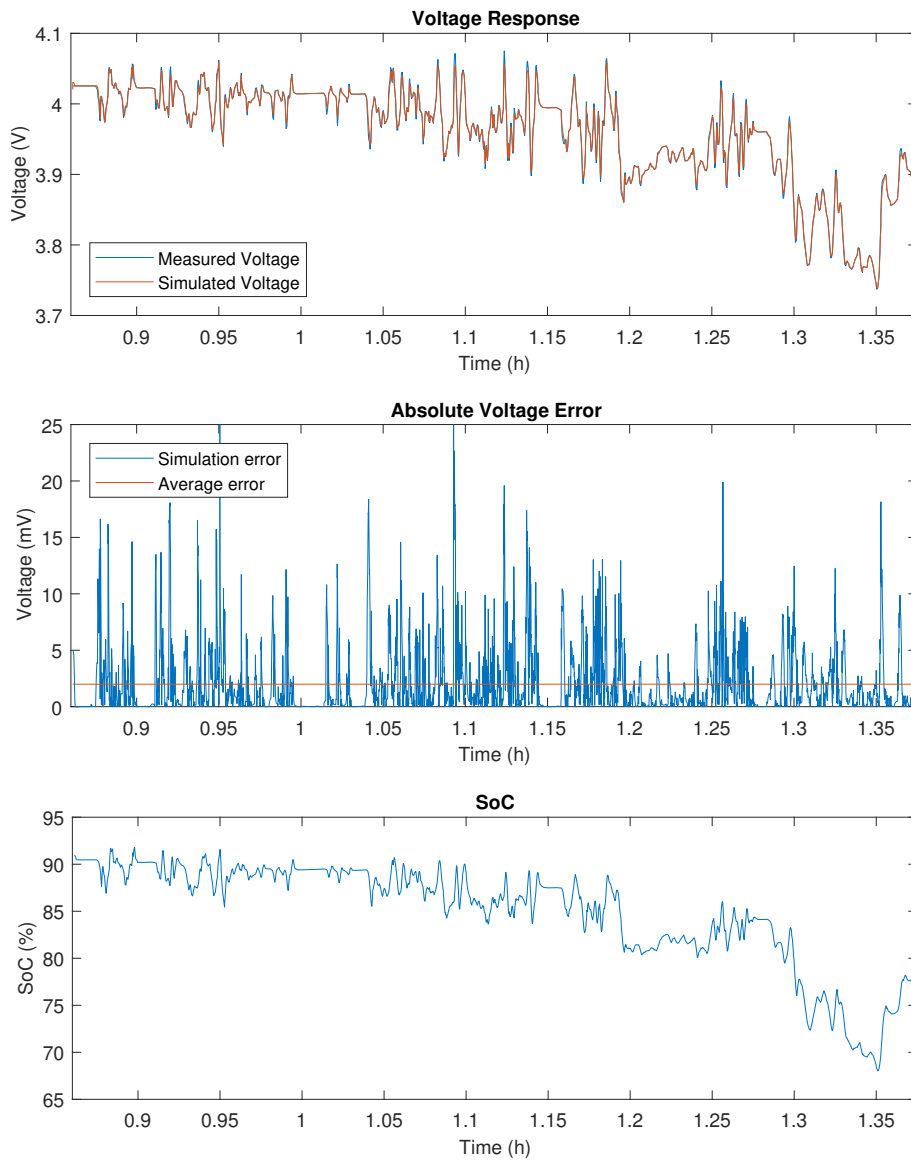 Voltage Response
4.1
4
3.9
3.8
3.7
Voltage (V)
Measured Voltage
Simulated Voltage
0.9 0.95 1 1.05 1.1 1.15 1.2 1.25 1.3 1.35
Time (h)
Absolute Voltage Error
25
20
15
10
5
0
Voltage (mV)
Simulation error
Average error
0.9 0.95 1 1.05 1.1 1.15 1.2 1.25 1.3 1.35
Time (h)
SoC
95
90
85
80
75
70
65
SoC (%)
0.9 0.95 1 1.05 1.1 1.15 1.2 1.25 1.3 1.35
Time (h)